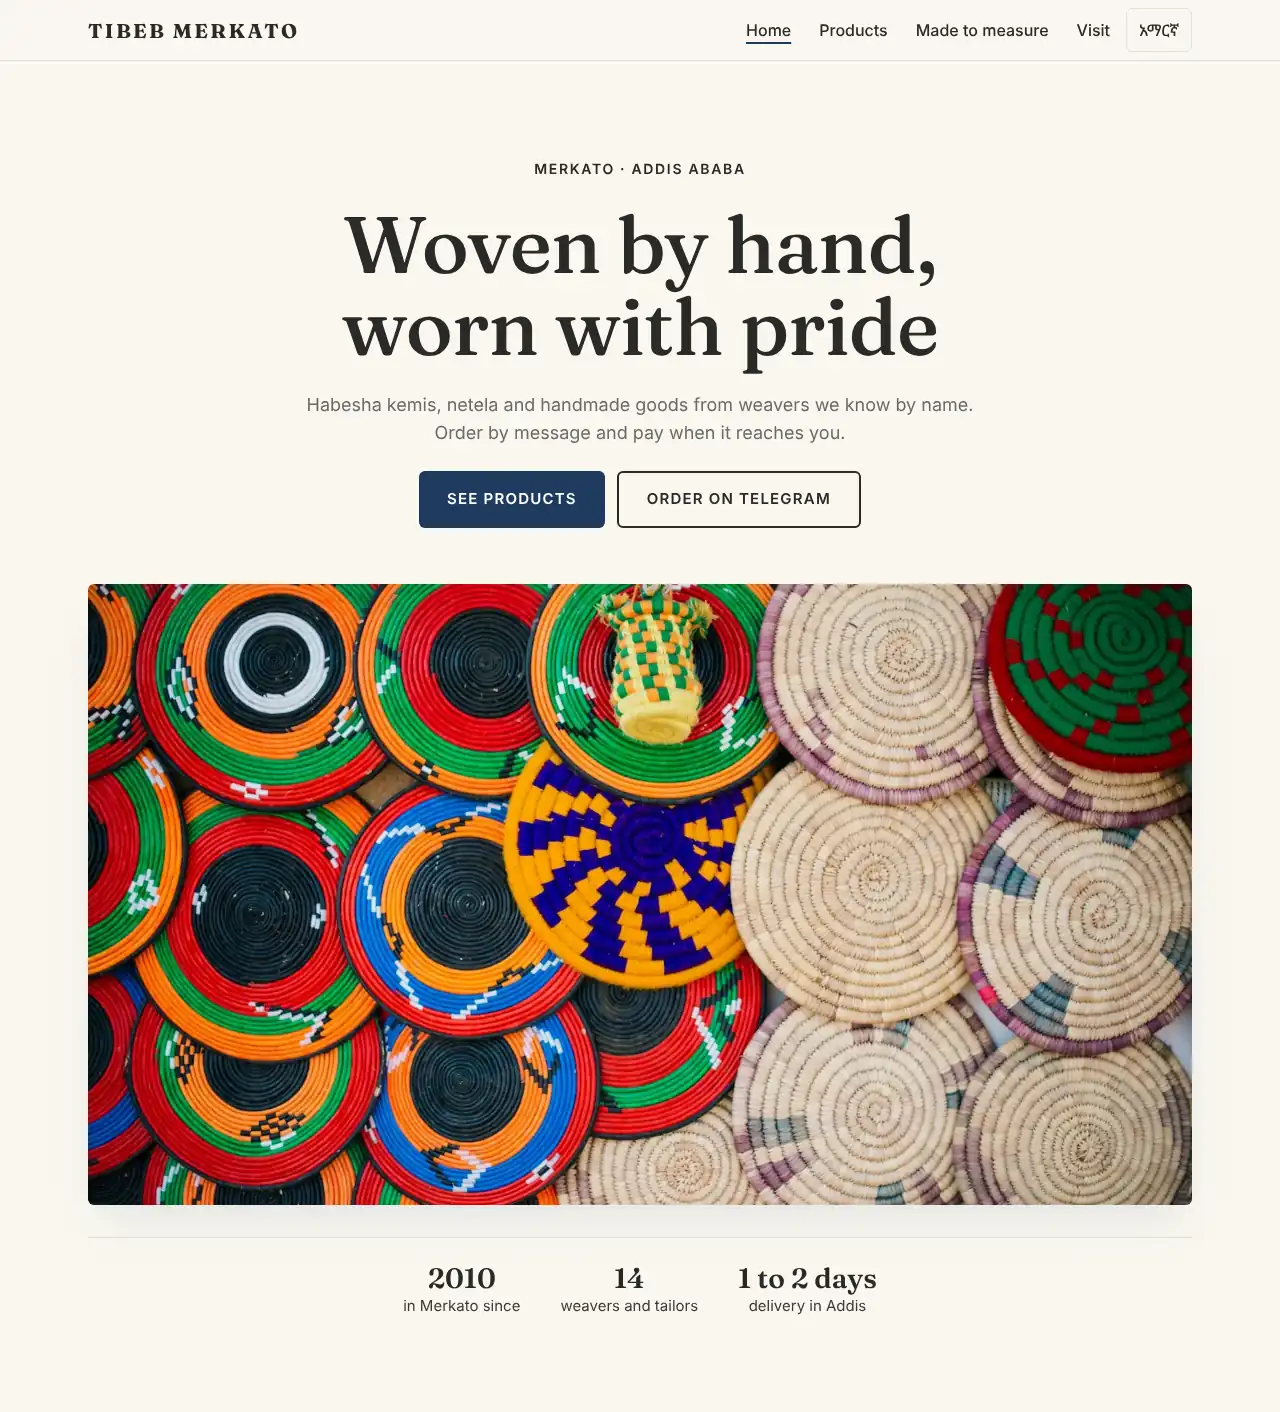 TIBEB MERKATO
Home
Products
Made to measure
Visit
አማርኛ
MERKATO · ADDIS ABABA
Woven by hand,
worn with pride
Habesha kemis, netela and handmade goods from weavers we know by name.
Order by message and pay when it reaches you.
SEE PRODUCTS
ORDER ON TELEGRAM
2010
in Merkato since
14
weavers and tailors
1 to 2 days
delivery in Addis